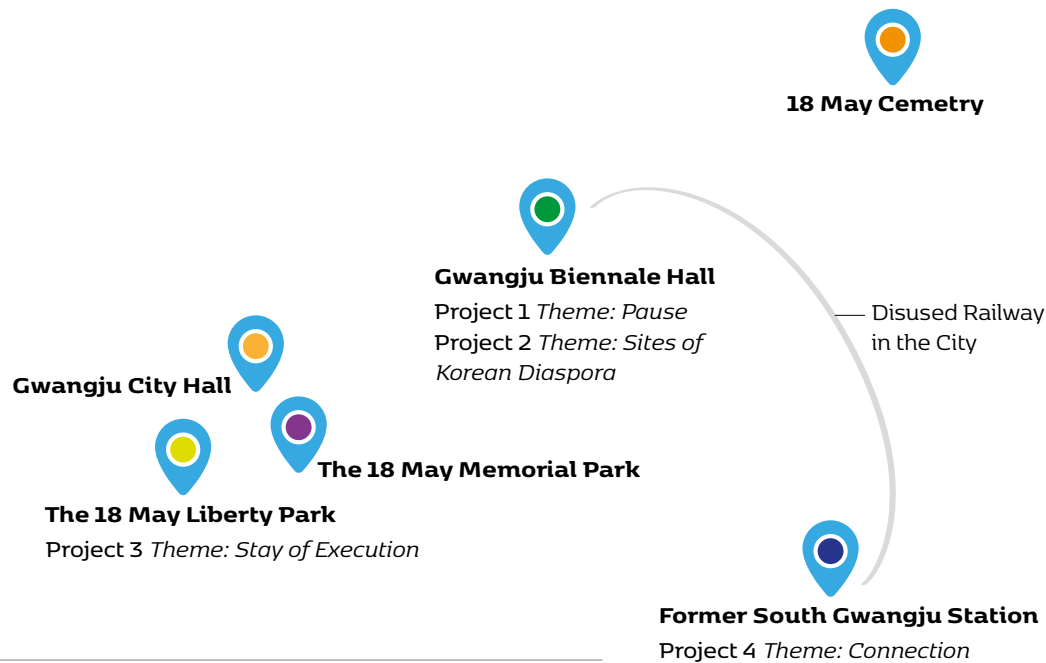 18 May Cemetry
Gwangju Biennale Hall
Project 1 Theme: Pause
Project 2 Theme: Sites of
Korean Diaspora
Disused Railway
in the City
Gwangju City Hall
The 18 May Memorial Park
The 18 May Liberty Park
Project 3 Theme: Stay of Execution
Former South Gwangju Station
Project 4 Theme: Connection